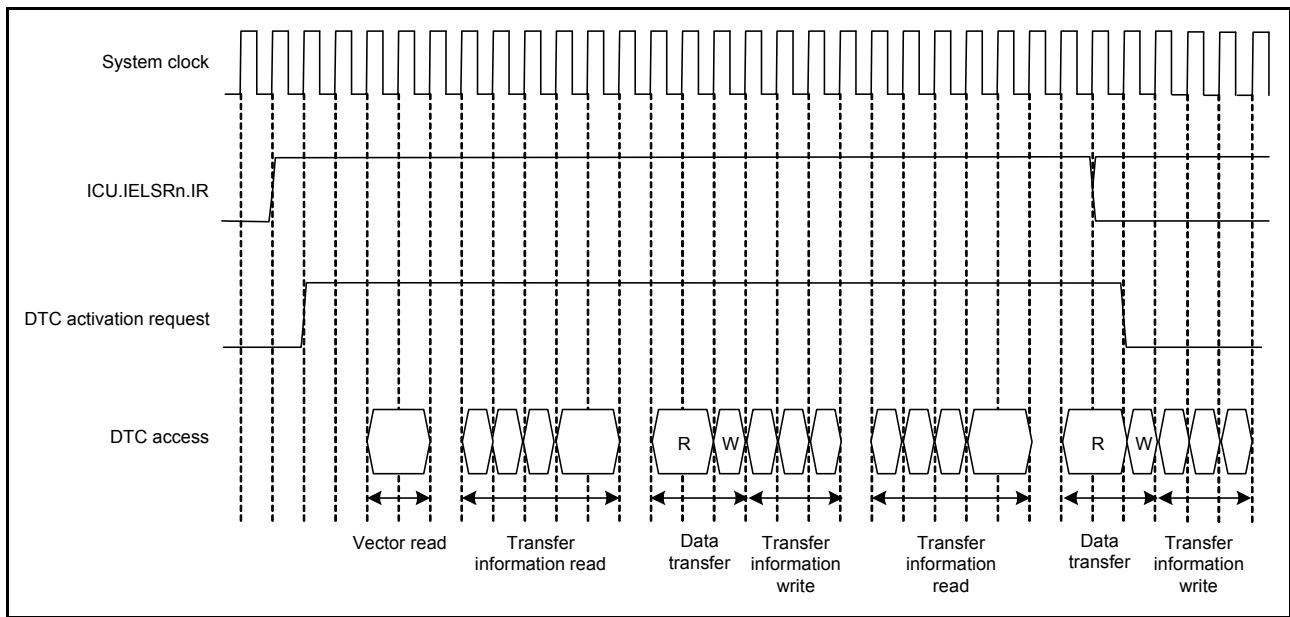 System clock
ICU.IELSRn.IR
DTC activation request
DTC access
R
W
R
W
Vector read
Transfer
information read
Data
transfer
Transfer
information
write
Transfer
information
read
Data
transfer
Transfer
information
write